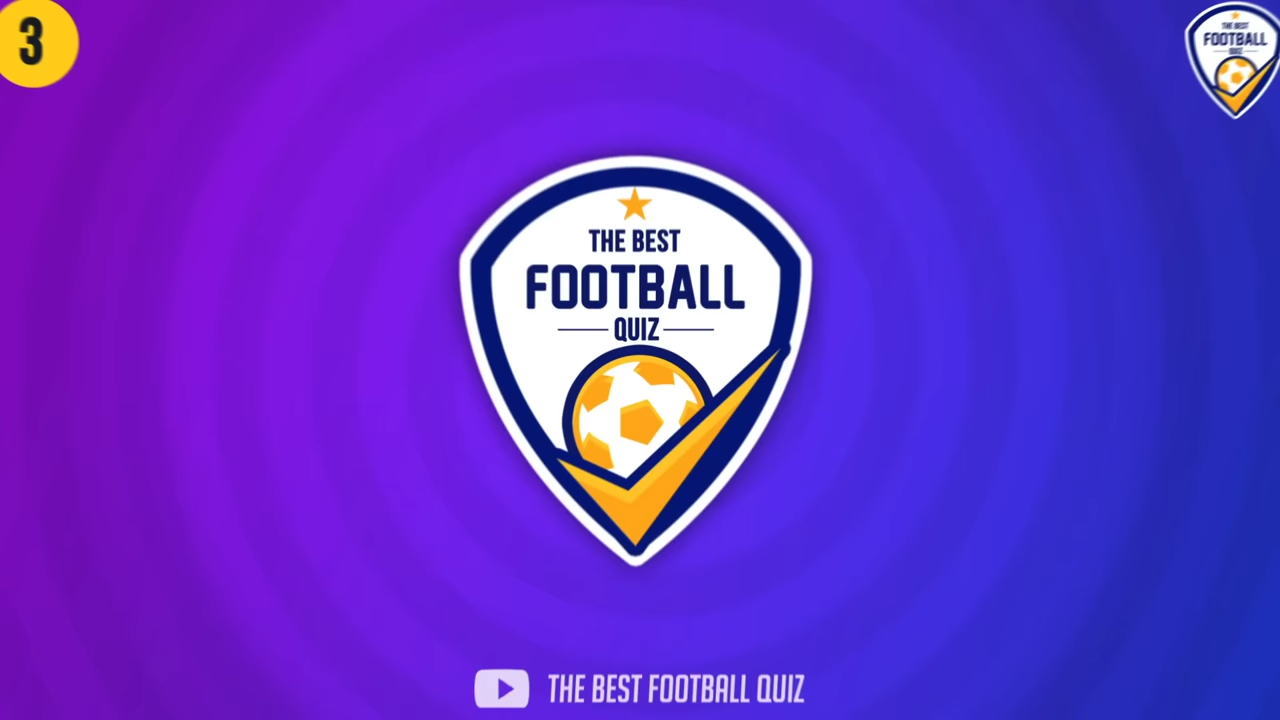 3
THE BEST
FOOTBALL
QUIZ
THE BEST
FOOTBALL
QUIZ
THE BEST FOOTBALL QUIZ